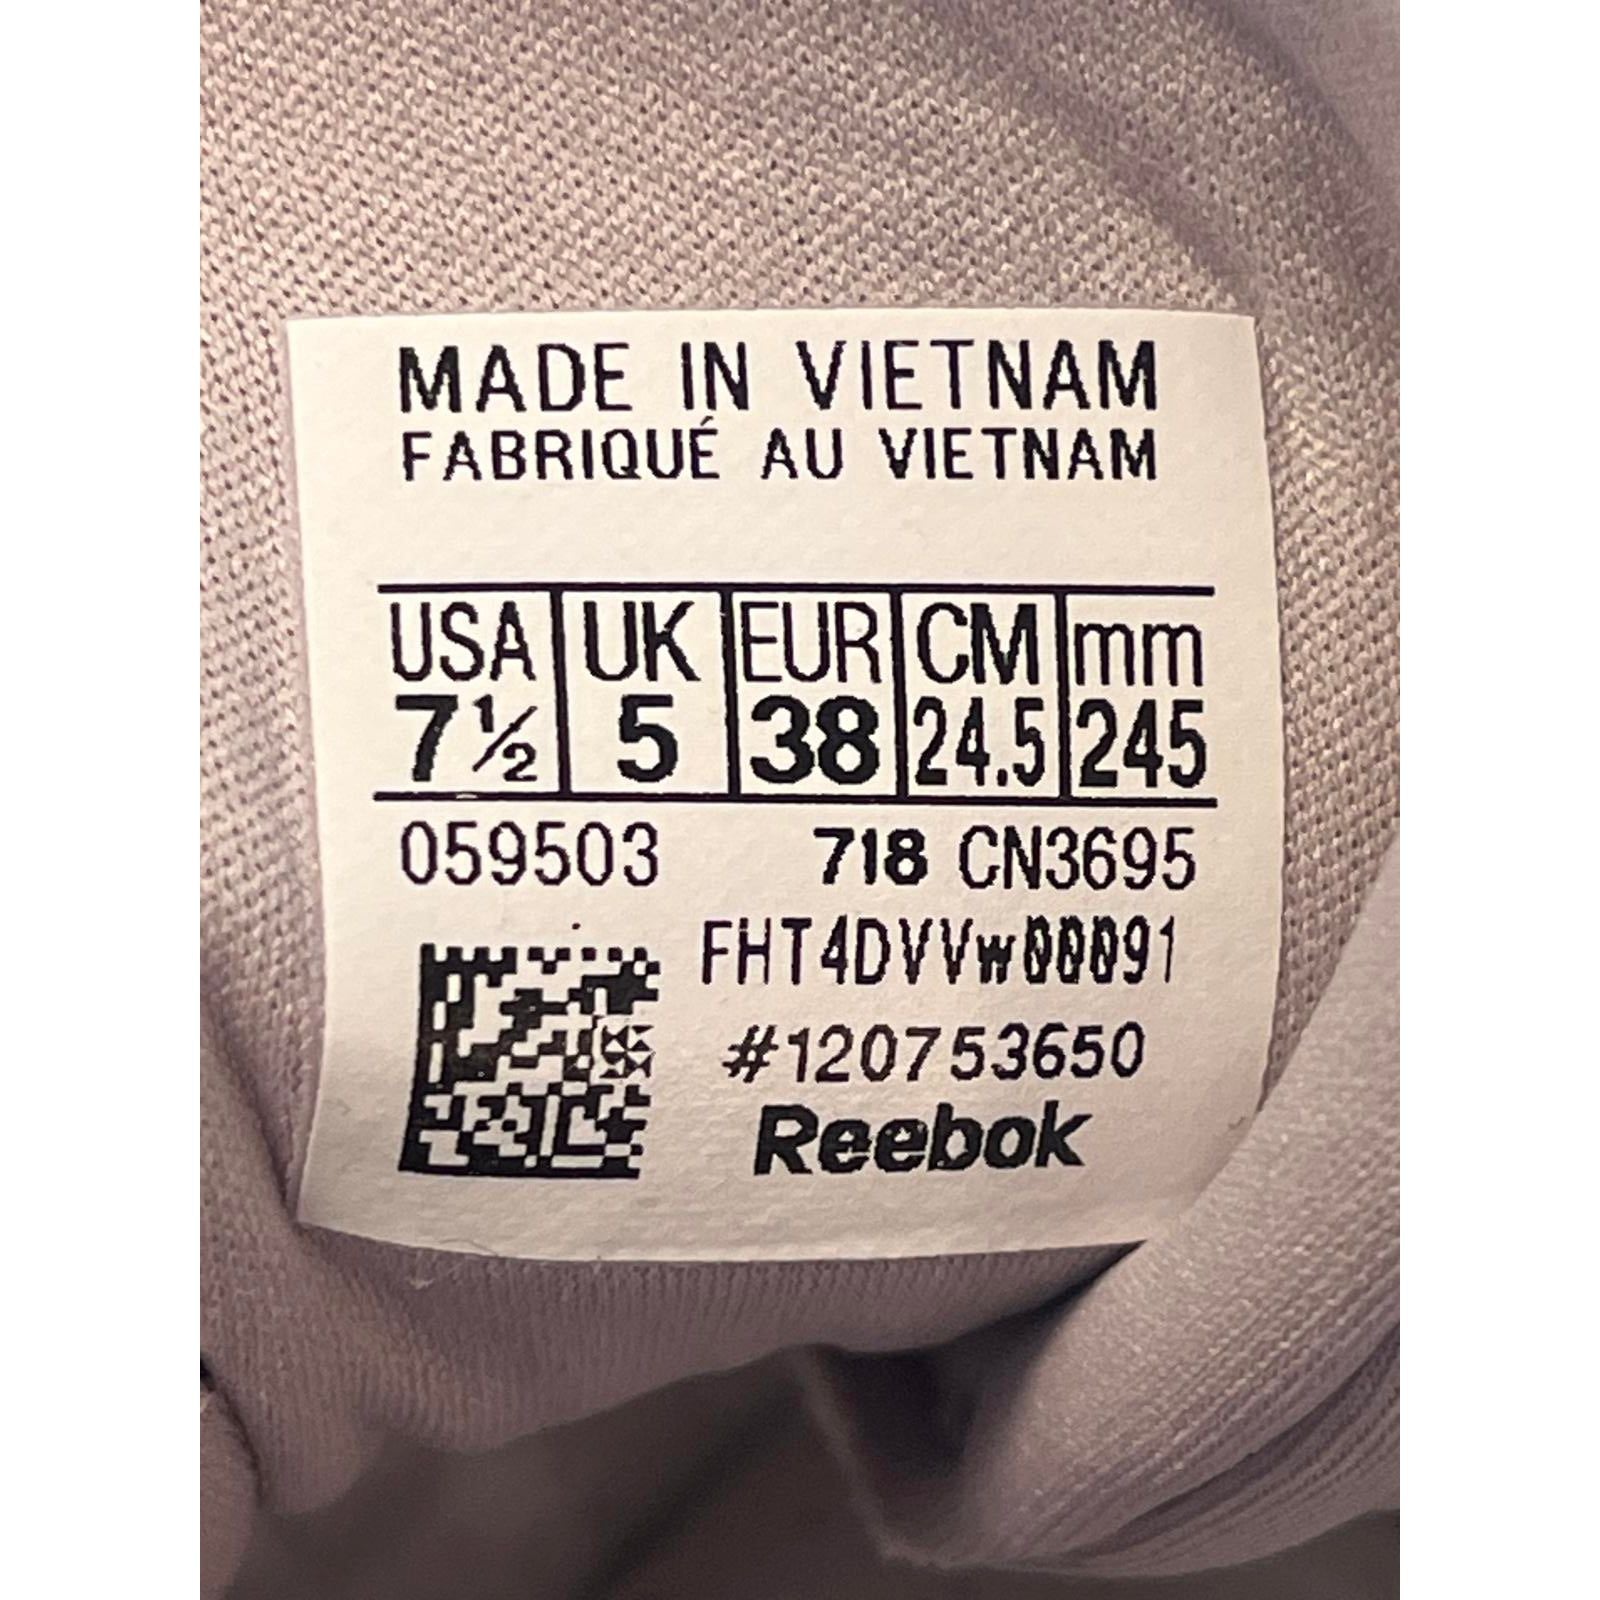 MADE IN VIETNAM
FABRIQUÉ AU VIETNAM
USA UK EUR CM mm
7½ 5 38 24.5 245
059503 718 CN3695
FHT4DVVw00091
#120753650
Reebok